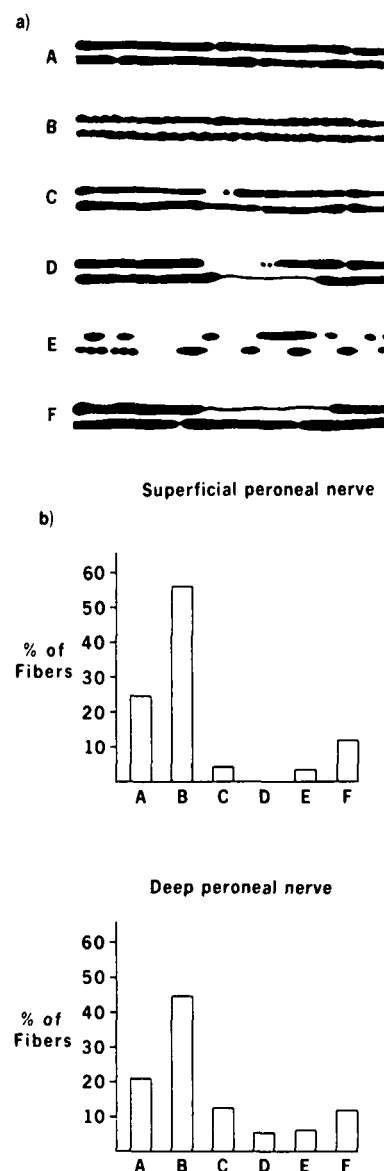 a)
A
B
C
D
E
F
Superficial peroneal nerve
b)
60
50
% of 40
Fibers 30
20
10
A B C D E F
Deep peroneal nerve
60
50
% of 40
Fibers 30
20
10
A B C D E F